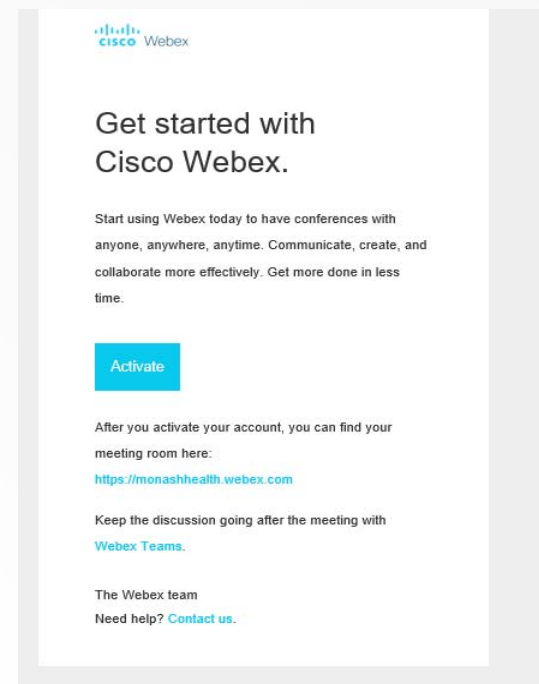 CISCO Webex
Get started with
Cisco Webex.
Start using Webex today to have conferences with
anyone, anywhere, anytime. Communicate, create, and
collaborate more effectively. Get more done in less
time.
Activate
After you activate your account, you can find your
meeting room here:
https://monashhealth.webex.com
Keep the discussion going after the meeting with
Webex Teams.
The Webex team
Need help? Contact us.